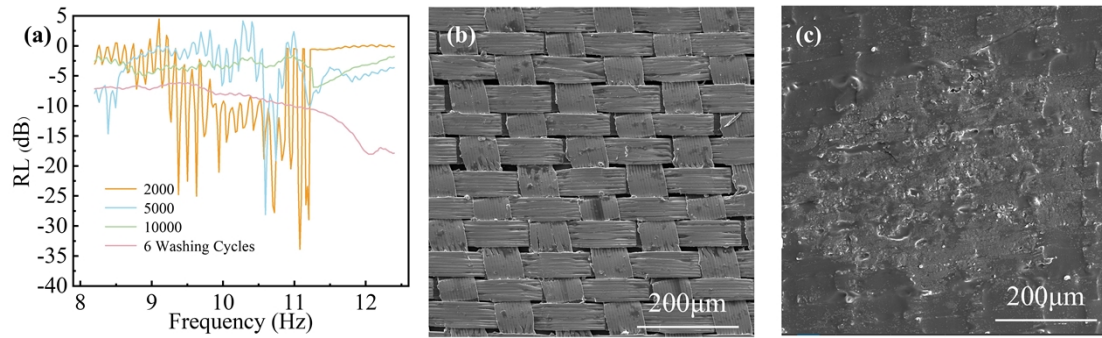 (a)
5
0
-5
-10
-15
-20
-25
-30
-35
-40
RL (dB)
2000
5000
10000
6 Washing Cycles
8 9 10 11 12
Frequency (Hz)
(b)
200μm
(c)
200μm